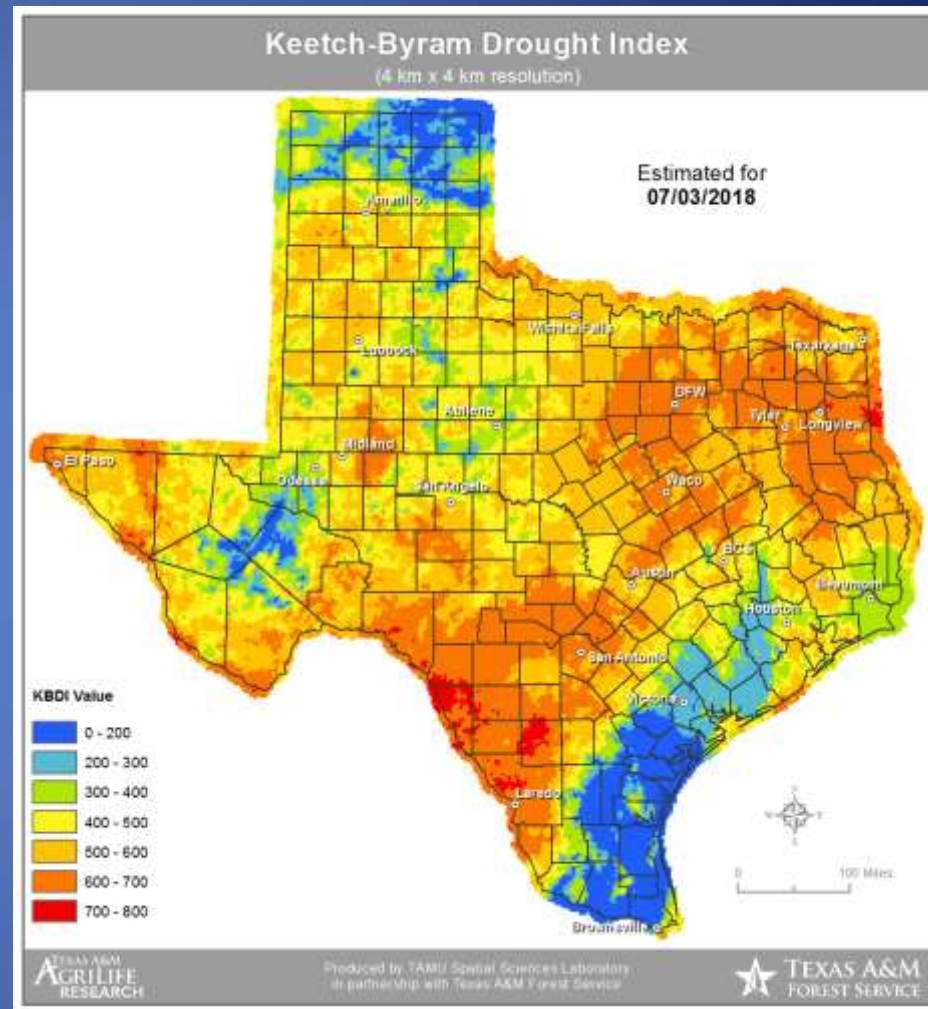 Keetch-Byram Drought Index
(4 km x 4 km resolution)
Estimated for
07/03/2018
Amarillo
Wichita Falls
Lubbock
Texarkana
DFW
Abilene
Tyler
Longview
Midland
El Paso
Odessa
San Angelo
Waco
BCS
Austin
Beaumont
Houston
San Antonio
Victoria
KBDI Value
0 - 200
200 - 300
300 - 400
400 - 500
500 - 600
600 - 700
700 - 800
Laredo
N
W
E
S
0
100 Miles
Brownsville
TEXAS A&M
AGRILIFE
RESEARCH
Produced by TAMU Spatial Sciences Laboratory
in partnership with Texas A&M Forest Service
TEXAS A&M
FOREST SERVICE